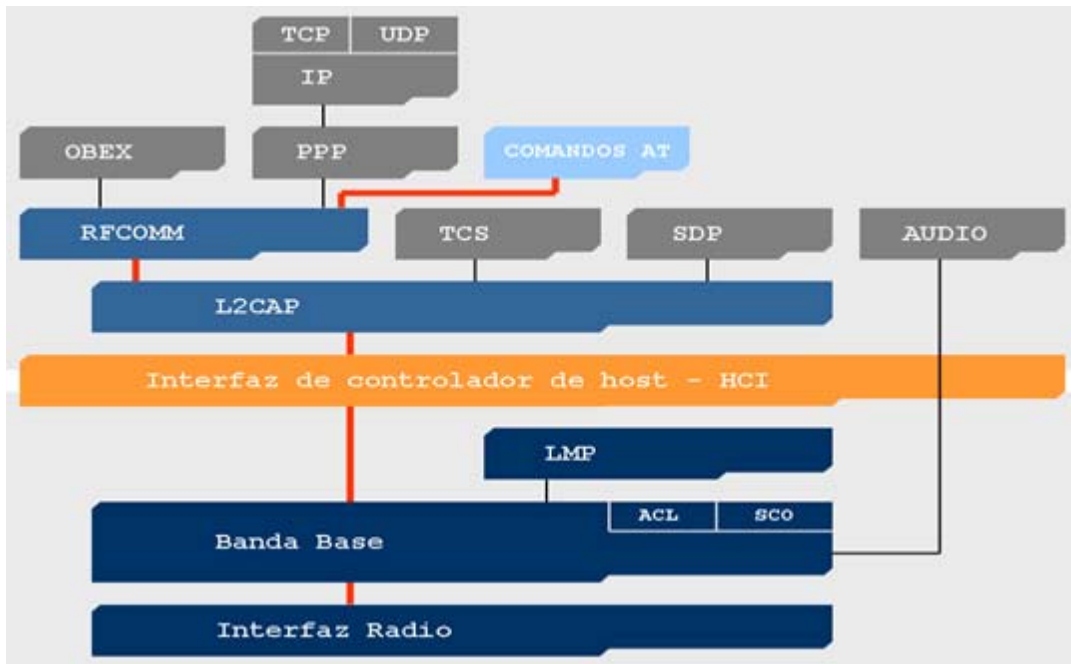 TCP UDP
IP
OBEX PPP COMANDOS AT
RFCOMM TCS SDP AUDIO
L2CAP
Interfaz de controlador de host - HCI
LMP
ACL SCO
Banda Base
Interfaz Radio